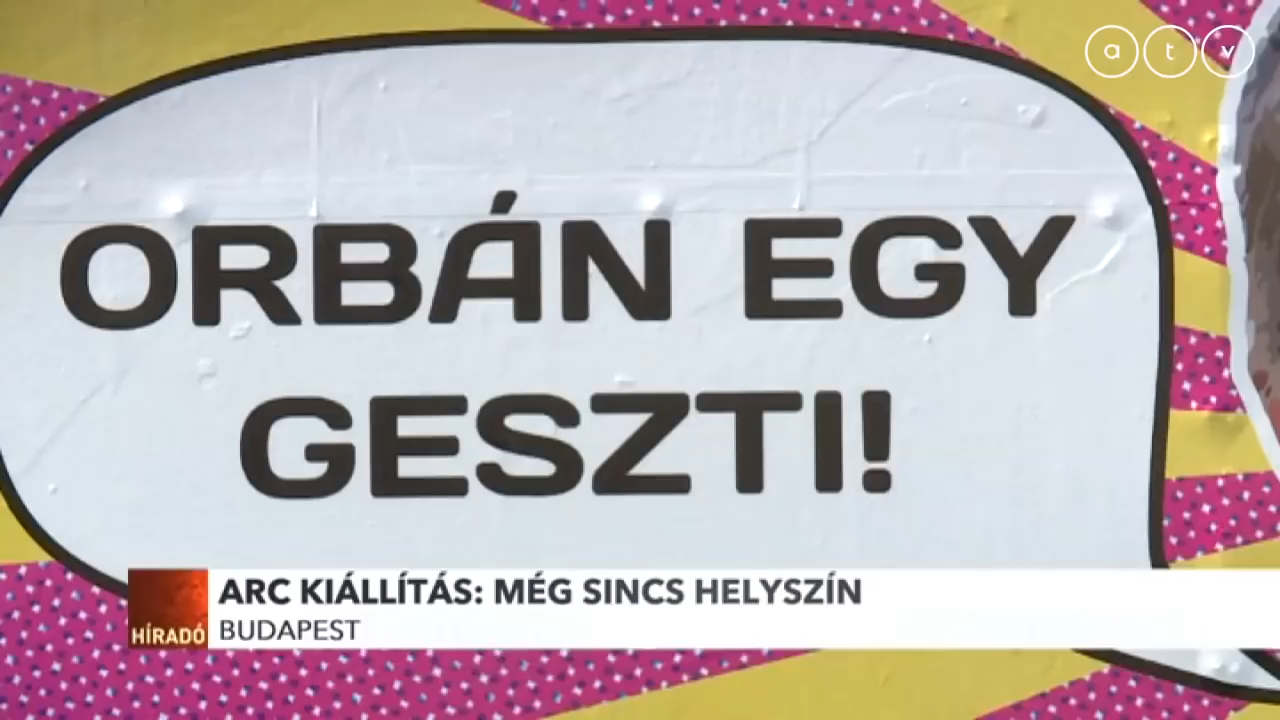 atv
ORBÁN EGY
GESZTI!
ARC KIÁLLÍTÁS: MÉG SINCS HELYSZÍN
HÍRADÓ
BUDAPEST